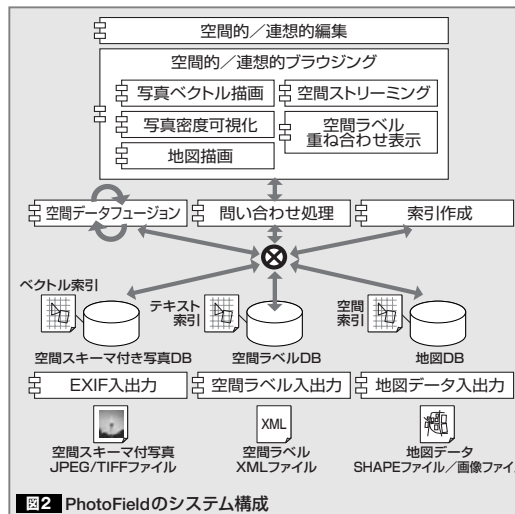 空間的／連想的編集
空間的／連想的ブラウジング
写真ベクトル描画
空間ストリーミング
写真密度可視化
空間ラベル
重ね合わせ表示
地図描画
空間データフュージョン
問い合わせ処理
索引作成
ベクトル索引
テキスト
索引
空間
索引
空間スキーマ付き写真DB
空間ラベルDB
地図DB
EXIF入出力
空間ラベル入出力
地図データ入出力
XML
空間スキーマ付写真
JPEG/TIFFファイル
空間ラベル
XMLファイル
地図データ
SHAPEファイル／画像ファイ
図2 PhotoFieldのシステム構成